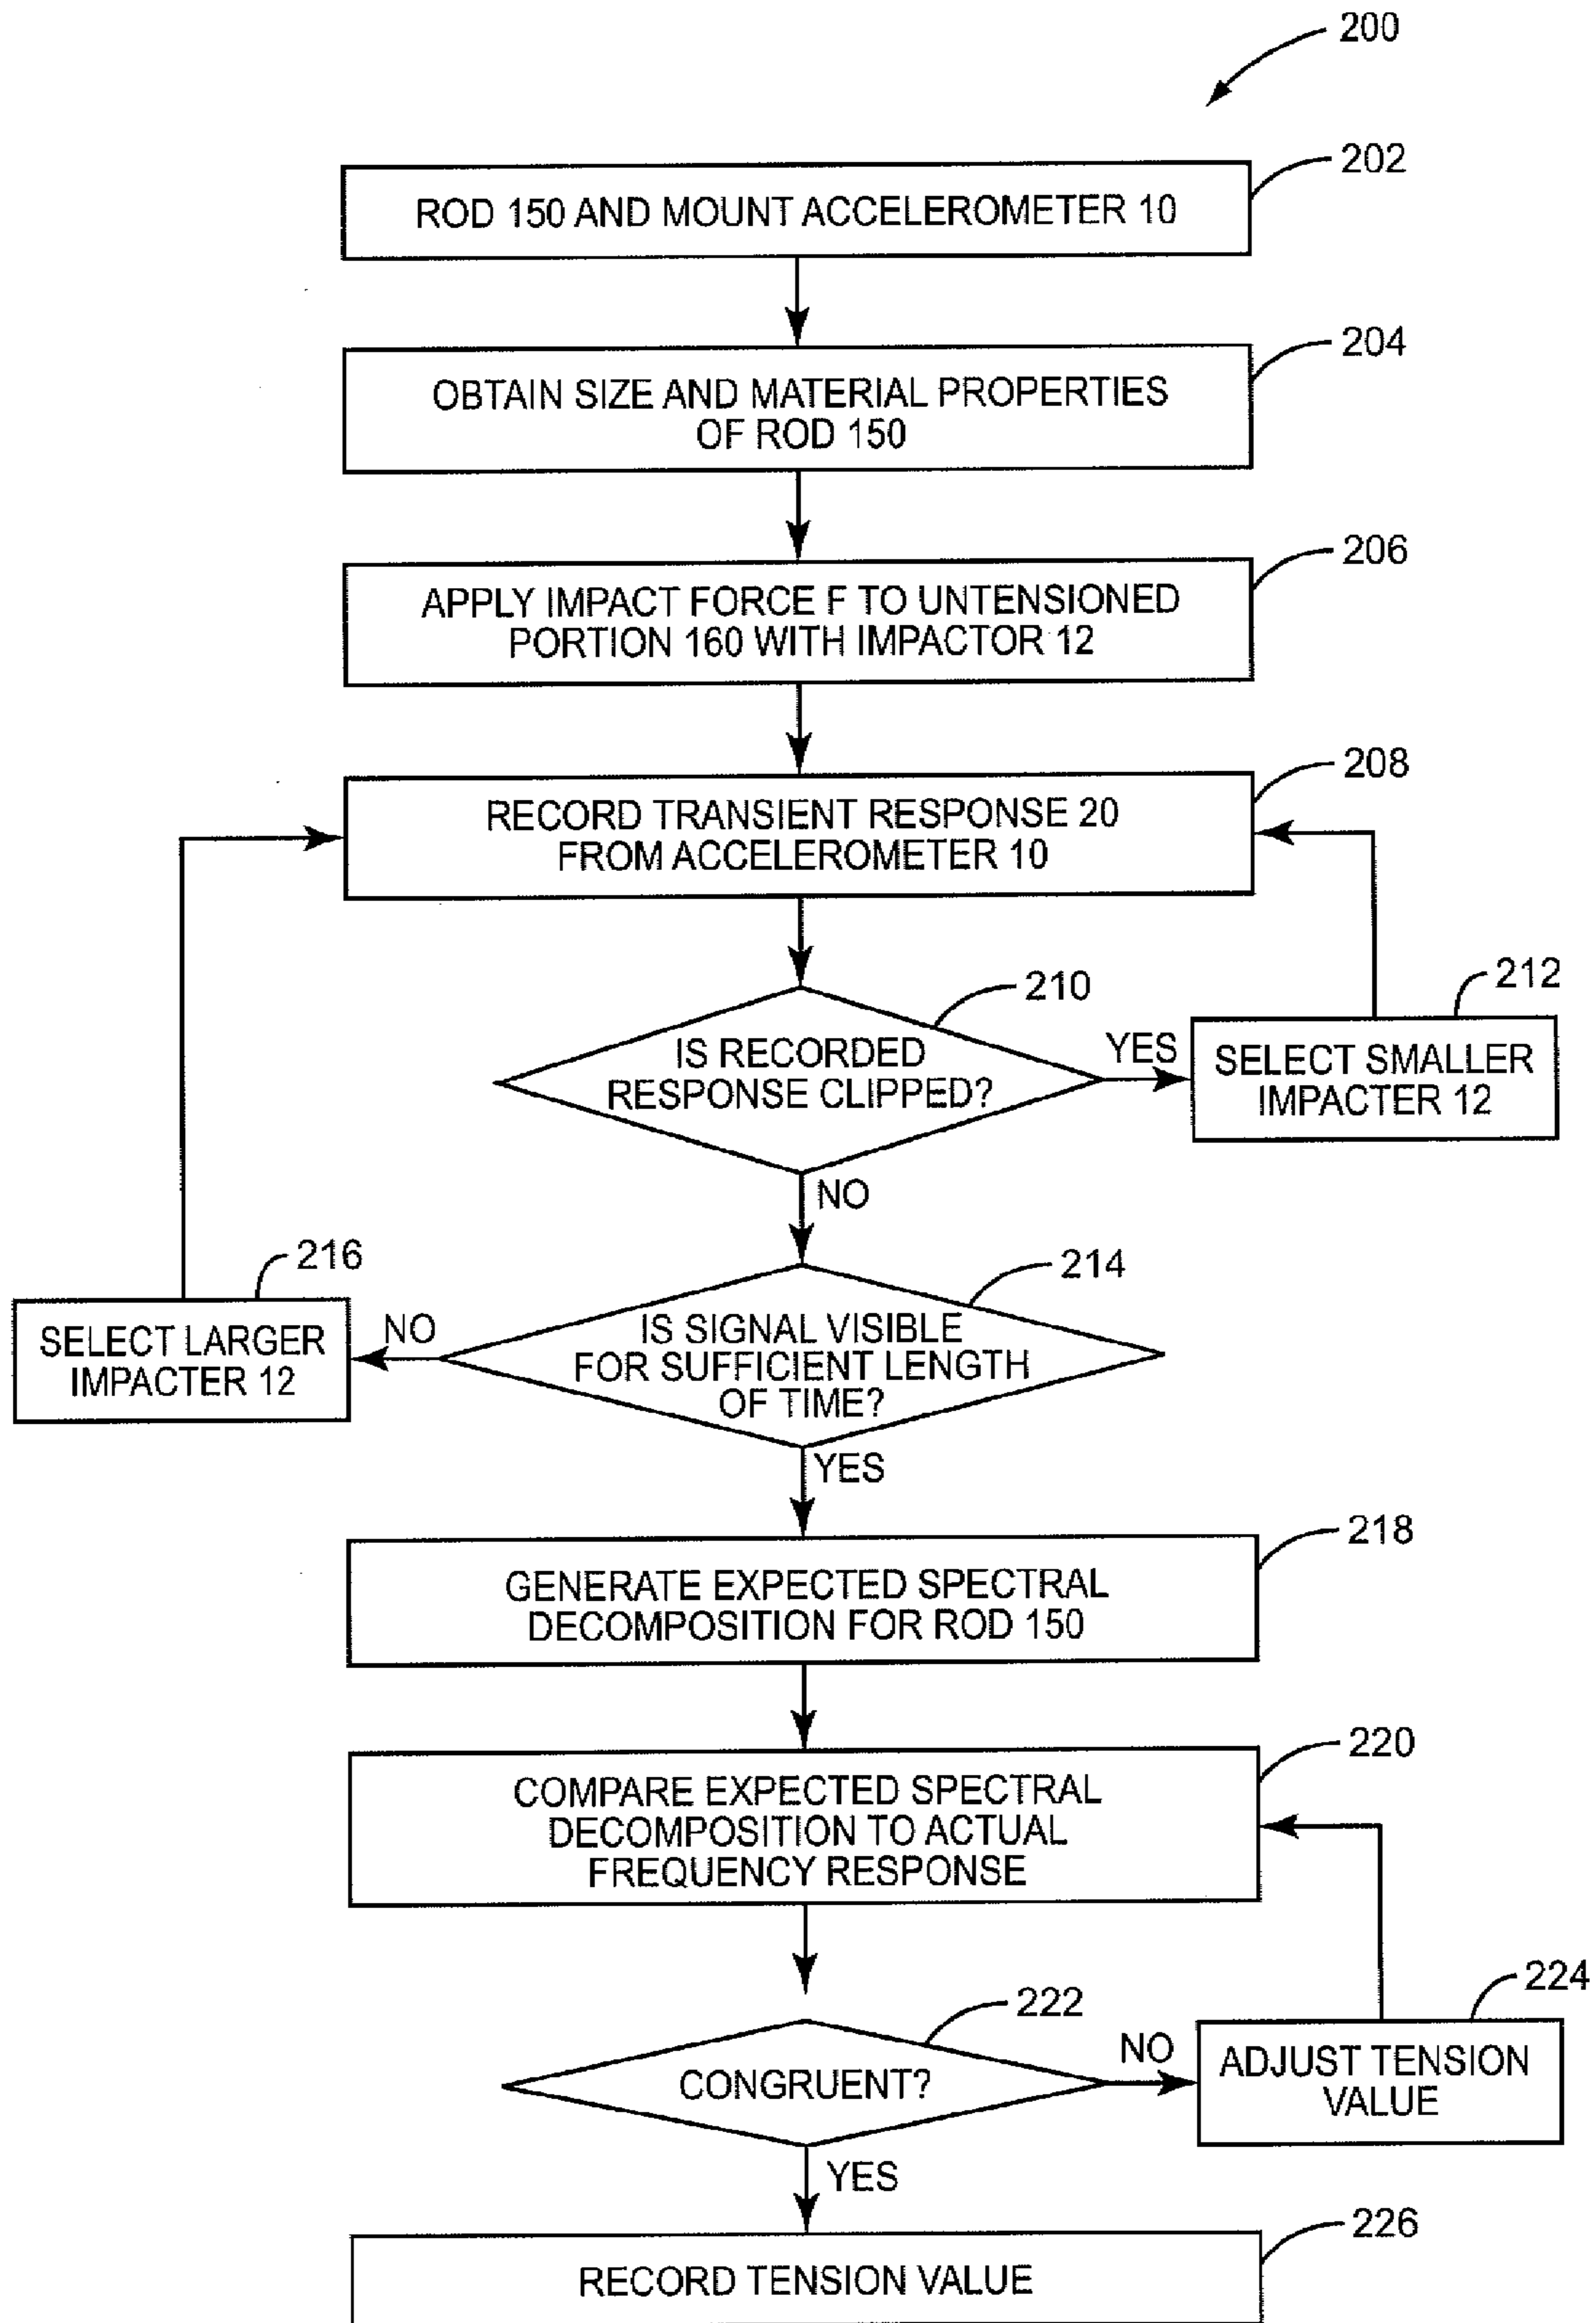 200
202
ROD 150 AND MOUNT ACCELEROMETER 10
204
OBTAIN SIZE AND MATERIAL PROPERTIES
OF ROD 150
206
APPLY IMPACT FORCE F TO UNTENSIONED
PORTION 160 WITH IMPACTOR 12
208
RECORD TRANSIENT RESPONSE 20
FROM ACCELEROMETER 10
210
IS RECORDED
RESPONSE CLIPPED?
YES
212
SELECT SMALLER
IMPACTER 12
NO
214
IS SIGNAL VISIBLE
FOR SUFFICIENT LENGTH
OF TIME?
NO
216
SELECT LARGER
IMPACTER 12
YES
218
GENERATE EXPECTED SPECTRAL
DECOMPOSITION FOR ROD 150
220
COMPARE EXPECTED SPECTRAL
DECOMPOSITION TO ACTUAL
FREQUENCY RESPONSE
222
CONGRUENT?
NO
224
ADJUST TENSION
VALUE
YES
226
RECORD TENSION VALUE